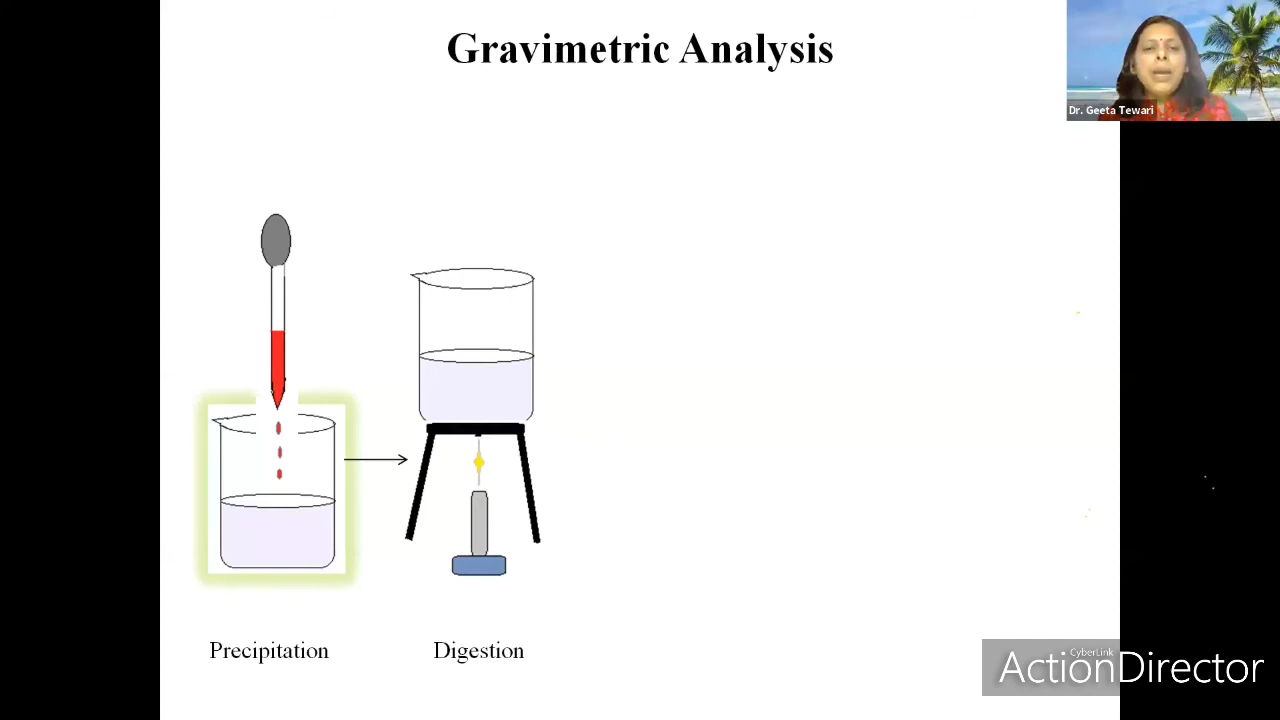 Gravimetric Analysis
Dr. Geeta Tewari
Precipitation
Digestion
CyberLink
ActionDirector